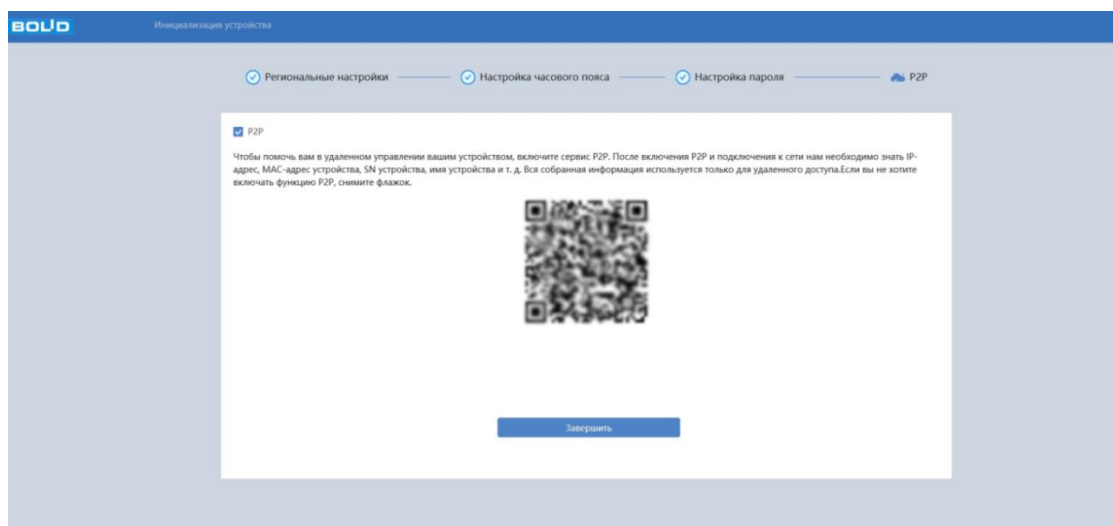 BOLID Инициализация устройства
Региональные настройки Настройка часового пояса Настройка пароля P2P
P2P
Чтобы помочь вам в удаленном управлении вашим устройством, включите сервис P2P. После включения P2P и подключения к сети нам необходимо знать IP-
адрес, MAC-адрес устройства, SN устройства, имя устройства и т. д. Вся собранная информация используется только для удаленного доступа.Если вы не хотите
включать функцию P2P, снимите флажок.
Завершить